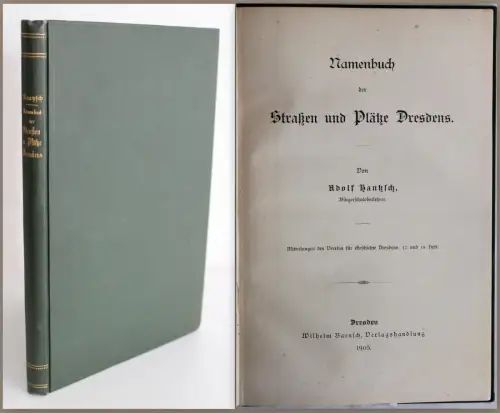 Hantzsch
Namenbuch
der
Straßen
u. Plätze
Dresdens
Namenbuch
der
Straßen und Plätze Dresdens.
Von
Adolf Hantzsch,
Bürgerschuloberlehrer.
Mitteilungen des Vereins für Geschichte Dresdens. 17. und 18. Heft.
Dresden
Wilhelm Baensch, Verlagshandlung
1905.